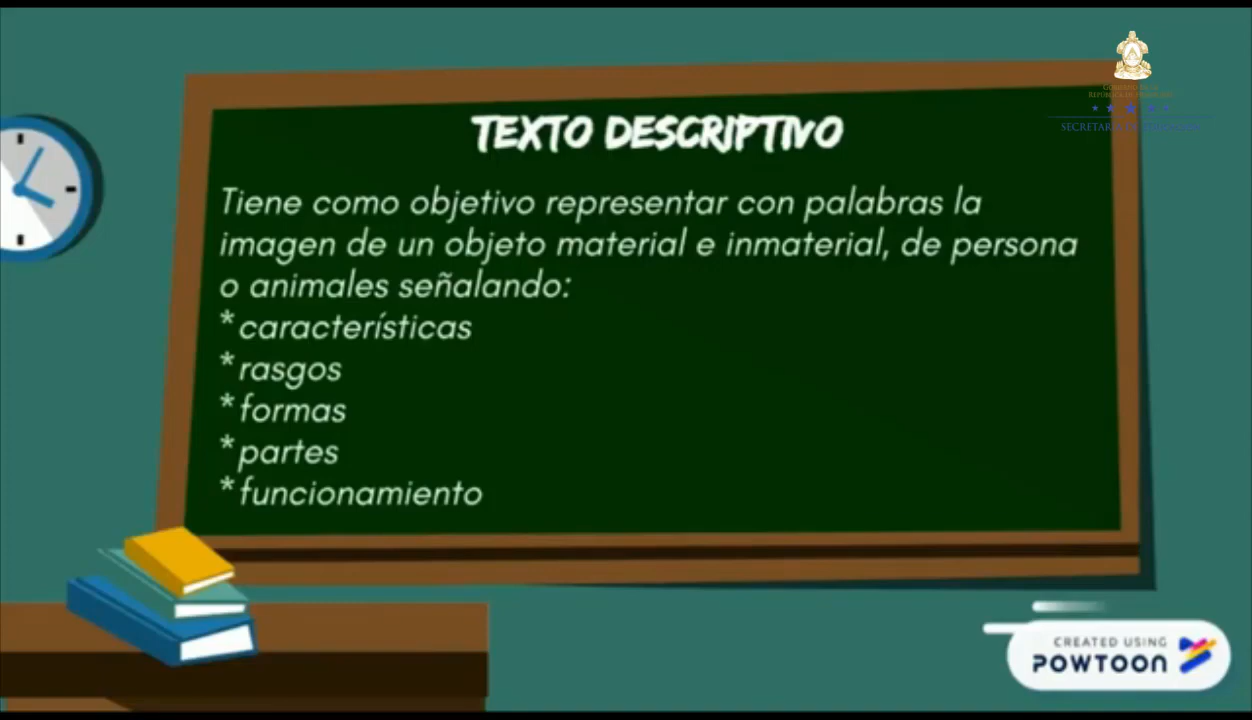 TEXTO DESCRIPTIVO
Tiene como objetivo representar con palabras la
imagen de un objeto material e inmaterial, de persona
o animales señalando:
*características
*rasgos
*formas
*partes
*funcionamiento
CREATED USING
POWTOON